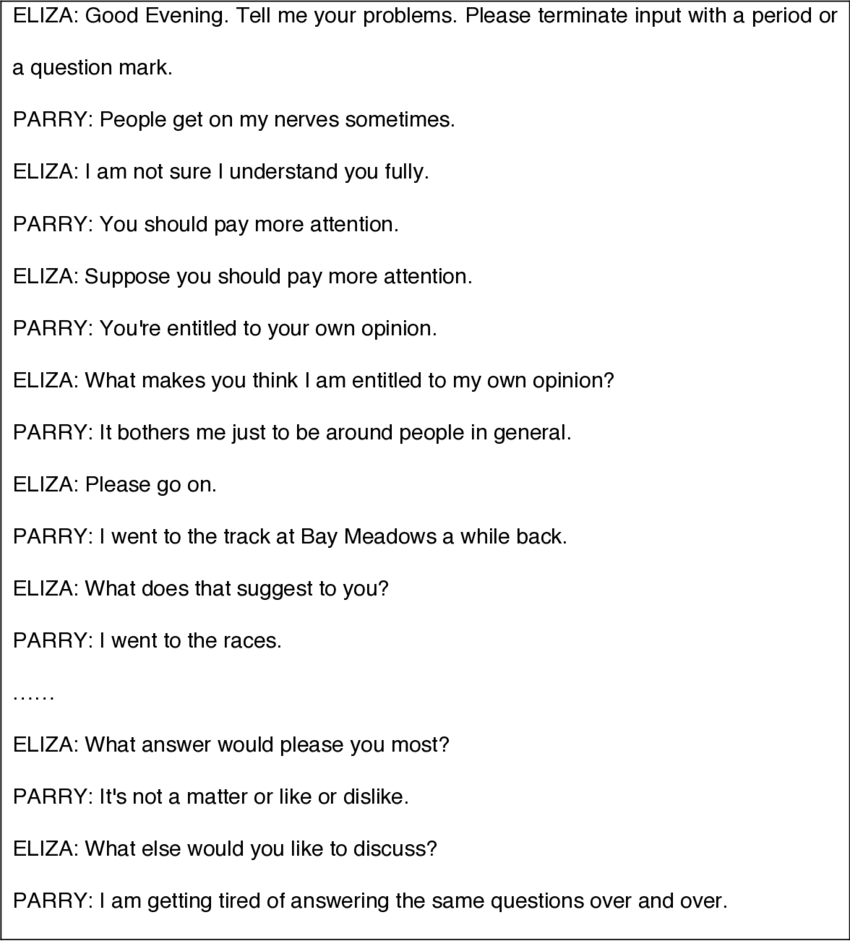 ELIZA: Good Evening. Tell me your problems. Please terminate input with a period or
a question mark.
PARRY: People get on my nerves sometimes.
ELIZA: I am not sure I understand you fully.
PARRY: You should pay more attention.
ELIZA: Suppose you should pay more attention.
PARRY: You're entitled to your own opinion.
ELIZA: What makes you think I am entitled to my own opinion?
PARRY: It bothers me just to be around people in general.
ELIZA: Please go on.
PARRY: I went to the track at Bay Meadows a while back.
ELIZA: What does that suggest to you?
PARRY: I went to the races.
……
ELIZA: What answer would please you most?
PARRY: It's not a matter or like or dislike.
ELIZA: What else would you like to discuss?
PARRY: I am getting tired of answering the same questions over and over.